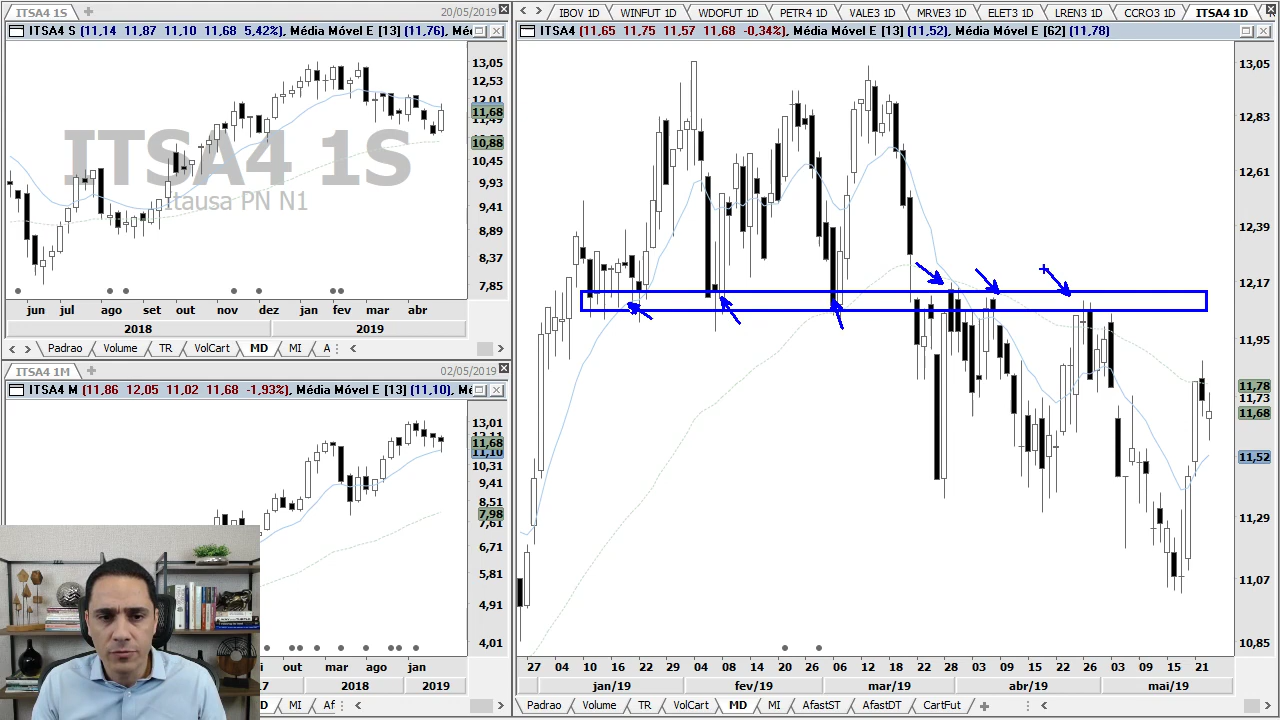 ITSA4 1S
20/05/2019
ITSA4 S (11,14 11,87 11,10 11,68 5,42%), Média Móvel E [13] (11,76), Mé
13,05
12,53
12,01
11,68
11,49
10,88
10,45
9,93
9,41
8,89
8,37
7,85
ITSA4 1S
Itausa PN N1
jun jul ago set out nov dez jan fev mar abr
2018 2019
Padrao Volume TR VolCart MD MI A
ITSA4 1M
02/05/2019
ITSA4 M (11,86 12,05 11,02 11,68 -1,93%), Média Móvel E [13] (11,10), Mé
13,01
11,68
11,10
10,31
9,41
8,51
7,98
7,61
6,71
5,81
4,91
4,01
i out mar ago jan
17 2018 2019
D MI Af
IBOV 1D WINFUT 1D WDOFUT 1D PETR4 1D VALE3 1D MRVE3 1D ELET3 1D LREN3 1D CCRO3 1D ITSA4 1D
ITSA4 (11,65 11,75 11,57 11,68 -0,34%), Média Móvel E [13] (11,52), Média Móvel E [62] (11,78)
13,05
12,83
12,61
12,39
12,17
11,95
11,78
11,73
11,68
11,52
11,29
11,07
10,85
27 04 10 16 22 29 04 08 14 20 26 06 12 18 22 28 03 09 15 22 26 03 09 15 21
jan/19 fev/19 mar/19 abr/19 mai/19
Padrao Volume TR VolCart MD MI AfastST AfastDT CartFut